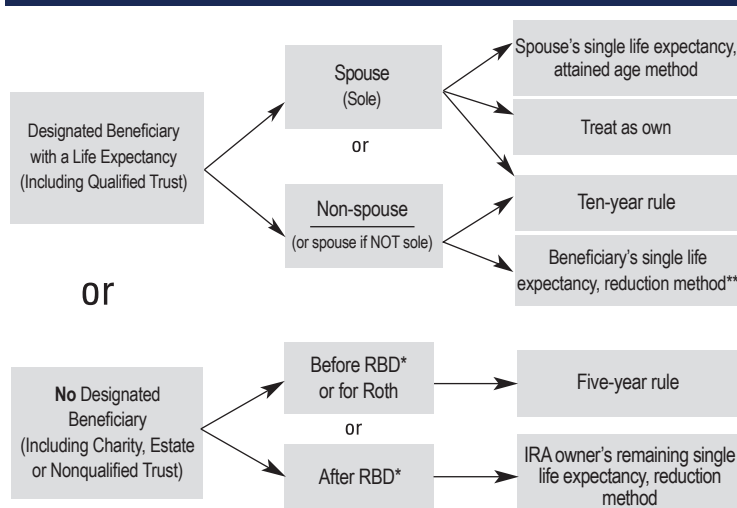 Designated Beneficiary
with a Life Expectancy
(Including Qualified Trust)
Spouse
(Sole)
or
Non-spouse
(or spouse if NOT sole)
Spouse's single life expectancy,
attained age method
Treat as own
Ten-year rule
Beneficiary's single life
expectancy, reduction method**
or
No Designated
Beneficiary
(Including Charity, Estate
or Nonqualified Trust)
Before RBD*
or for Roth
or
After RBD*
Five-year rule
IRA owner's remaining single
life expectancy, reduction
method